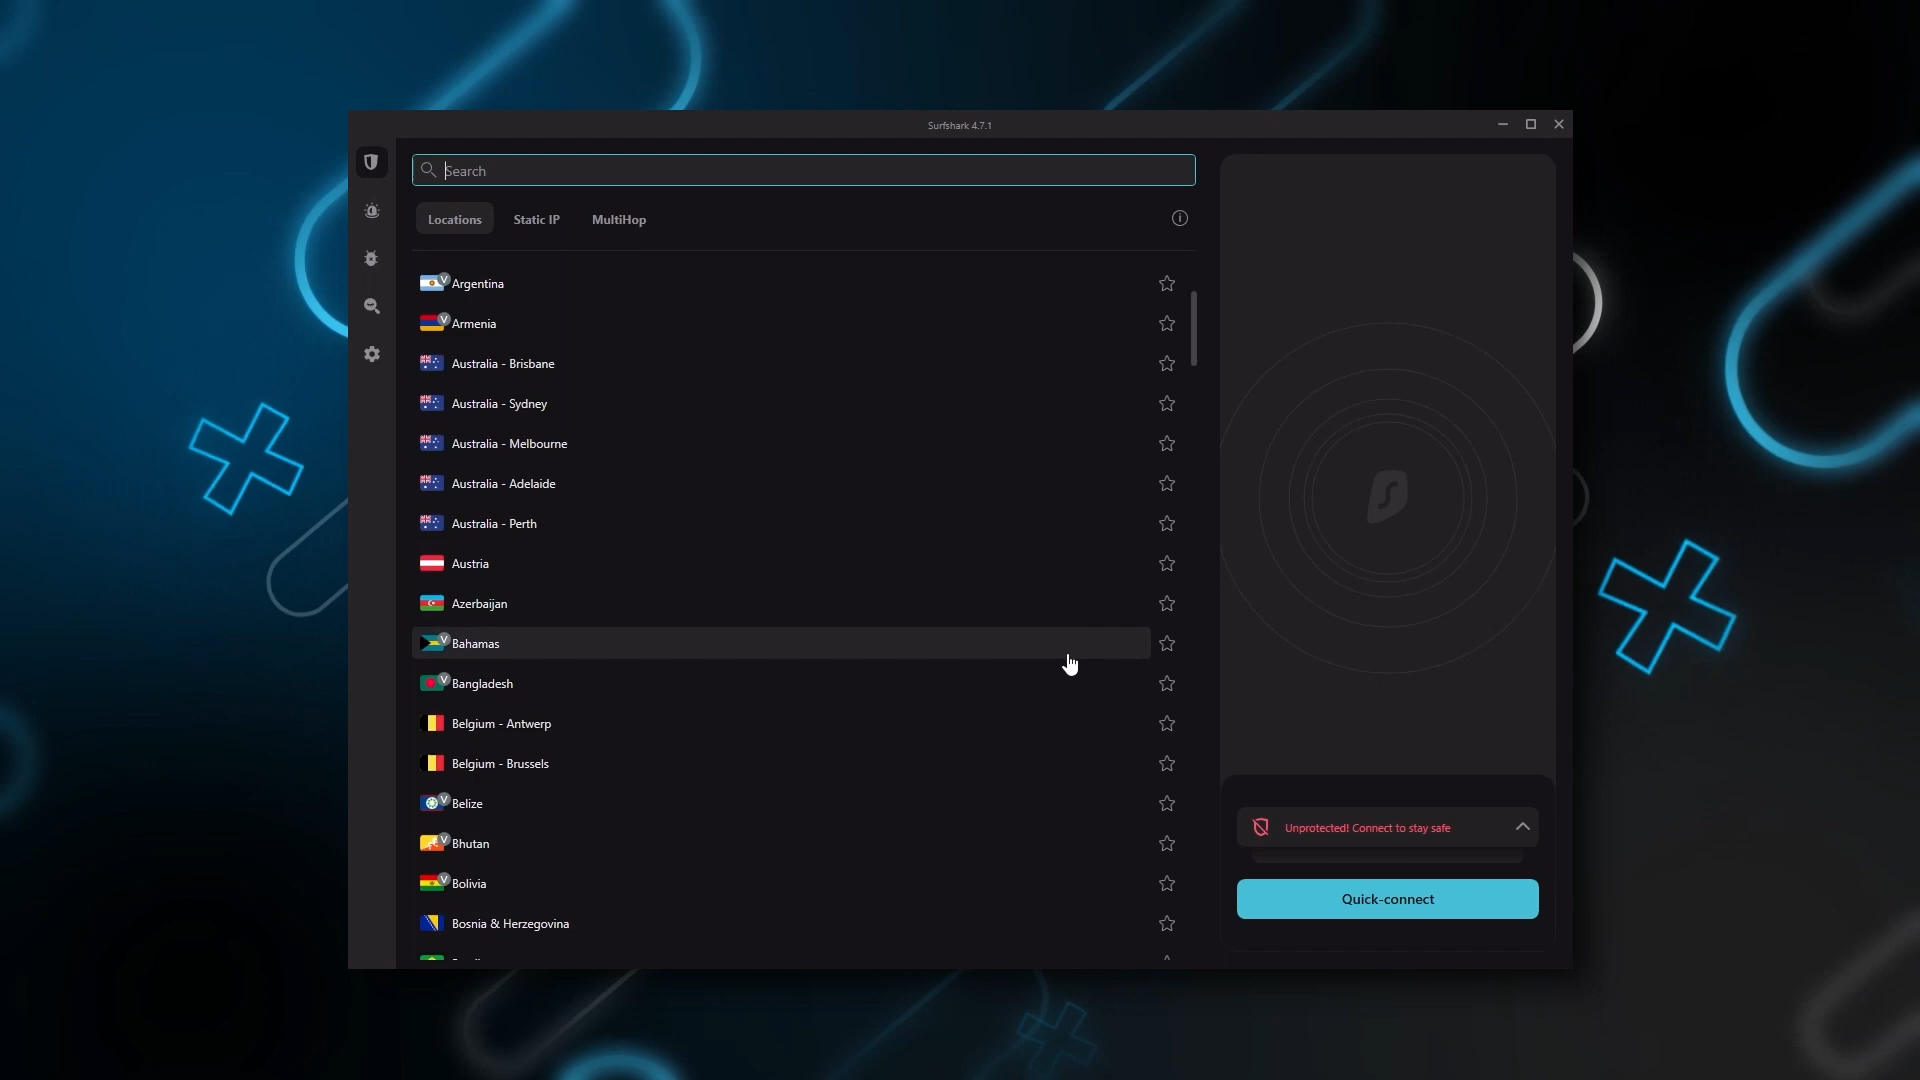 Surfshark 4.7.1
Search
Locations
Static IP
MultiHop
V Argentina
V Armenia
Australia - Brisbane
Australia - Sydney
Australia - Melbourne
Australia - Adelaide
Australia - Perth
Austria
Azerbaijan
V Bahamas
V Bangladesh
Belgium - Antwerp
Belgium - Brussels
V Belize
V Bhutan
V Bolivia
Bosnia & Herzegovina
Unprotected! Connect to stay safe
Quick-connect